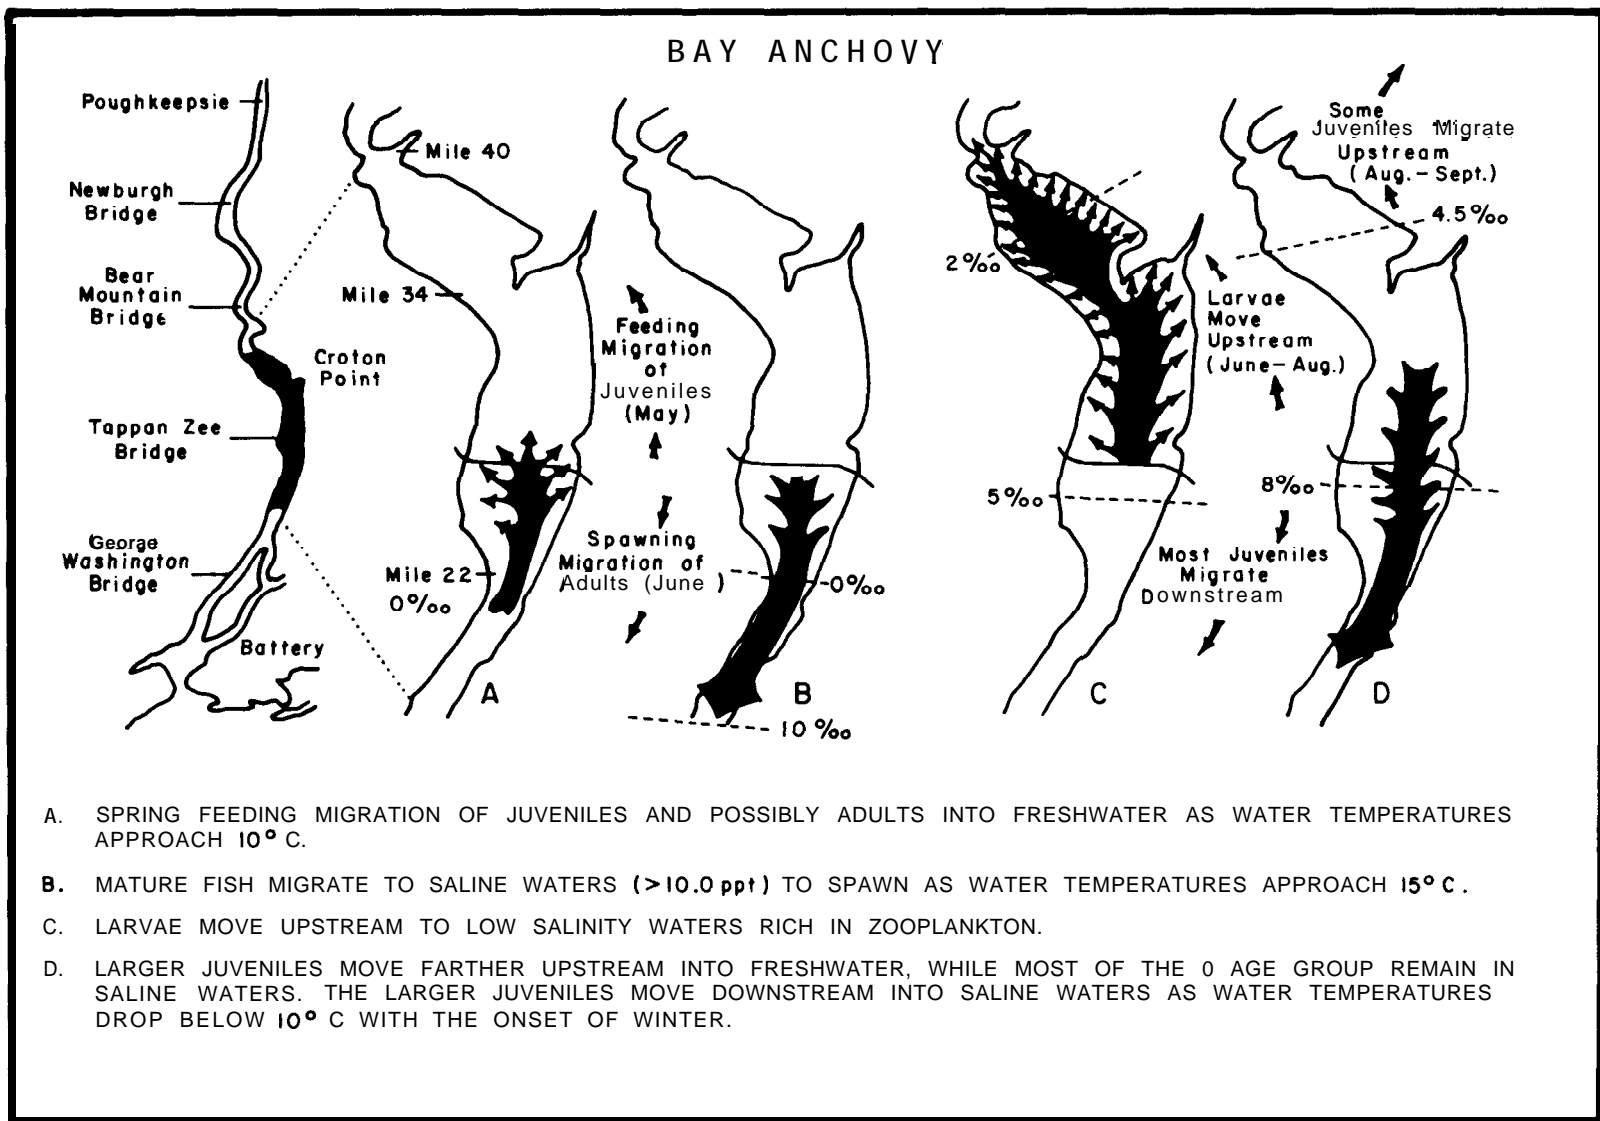 BAY ANCHOVY
Poughkeepsie
Newburgh
Bridge
Bear
Mountain
Bridge
Croton
Point
Tappan Zee
Bridge
Georae
Washington
Bridge
Battery
Mile 40
Mile 34
Mile 22
0‰
A
Feeding
Migration
of
Juveniles
(May)
Spawning
Migration of
Adults (June )
0‰
10‰
B
2‰
5‰
C
Larvae
Move
Upstream
(June-Aug.)
Most Juveniles
Migrate
Downstream
Some
Juveniles Migrate
Upstream
(Aug.-Sept.)
4.5‰
8‰
D
A. SPRING FEEDING MIGRATION OF JUVENILES AND POSSIBLY ADULTS INTO FRESHWATER AS WATER TEMPERATURES
APPROACH 10° C.
B. MATURE FISH MIGRATE TO SALINE WATERS (>10.0 ppt) TO SPAWN AS WATER TEMPERATURES APPROACH 15° C.
C. LARVAE MOVE UPSTREAM TO LOW SALINITY WATERS RICH IN ZOOPLANKTON.
D. LARGER JUVENILES MOVE FARTHER UPSTREAM INTO FRESHWATER, WHILE MOST OF THE 0 AGE GROUP REMAIN IN
SALINE WATERS. THE LARGER JUVENILES MOVE DOWNSTREAM INTO SALINE WATERS AS WATER TEMPERATURES
DROP BELOW 10° C WITH THE ONSET OF WINTER.